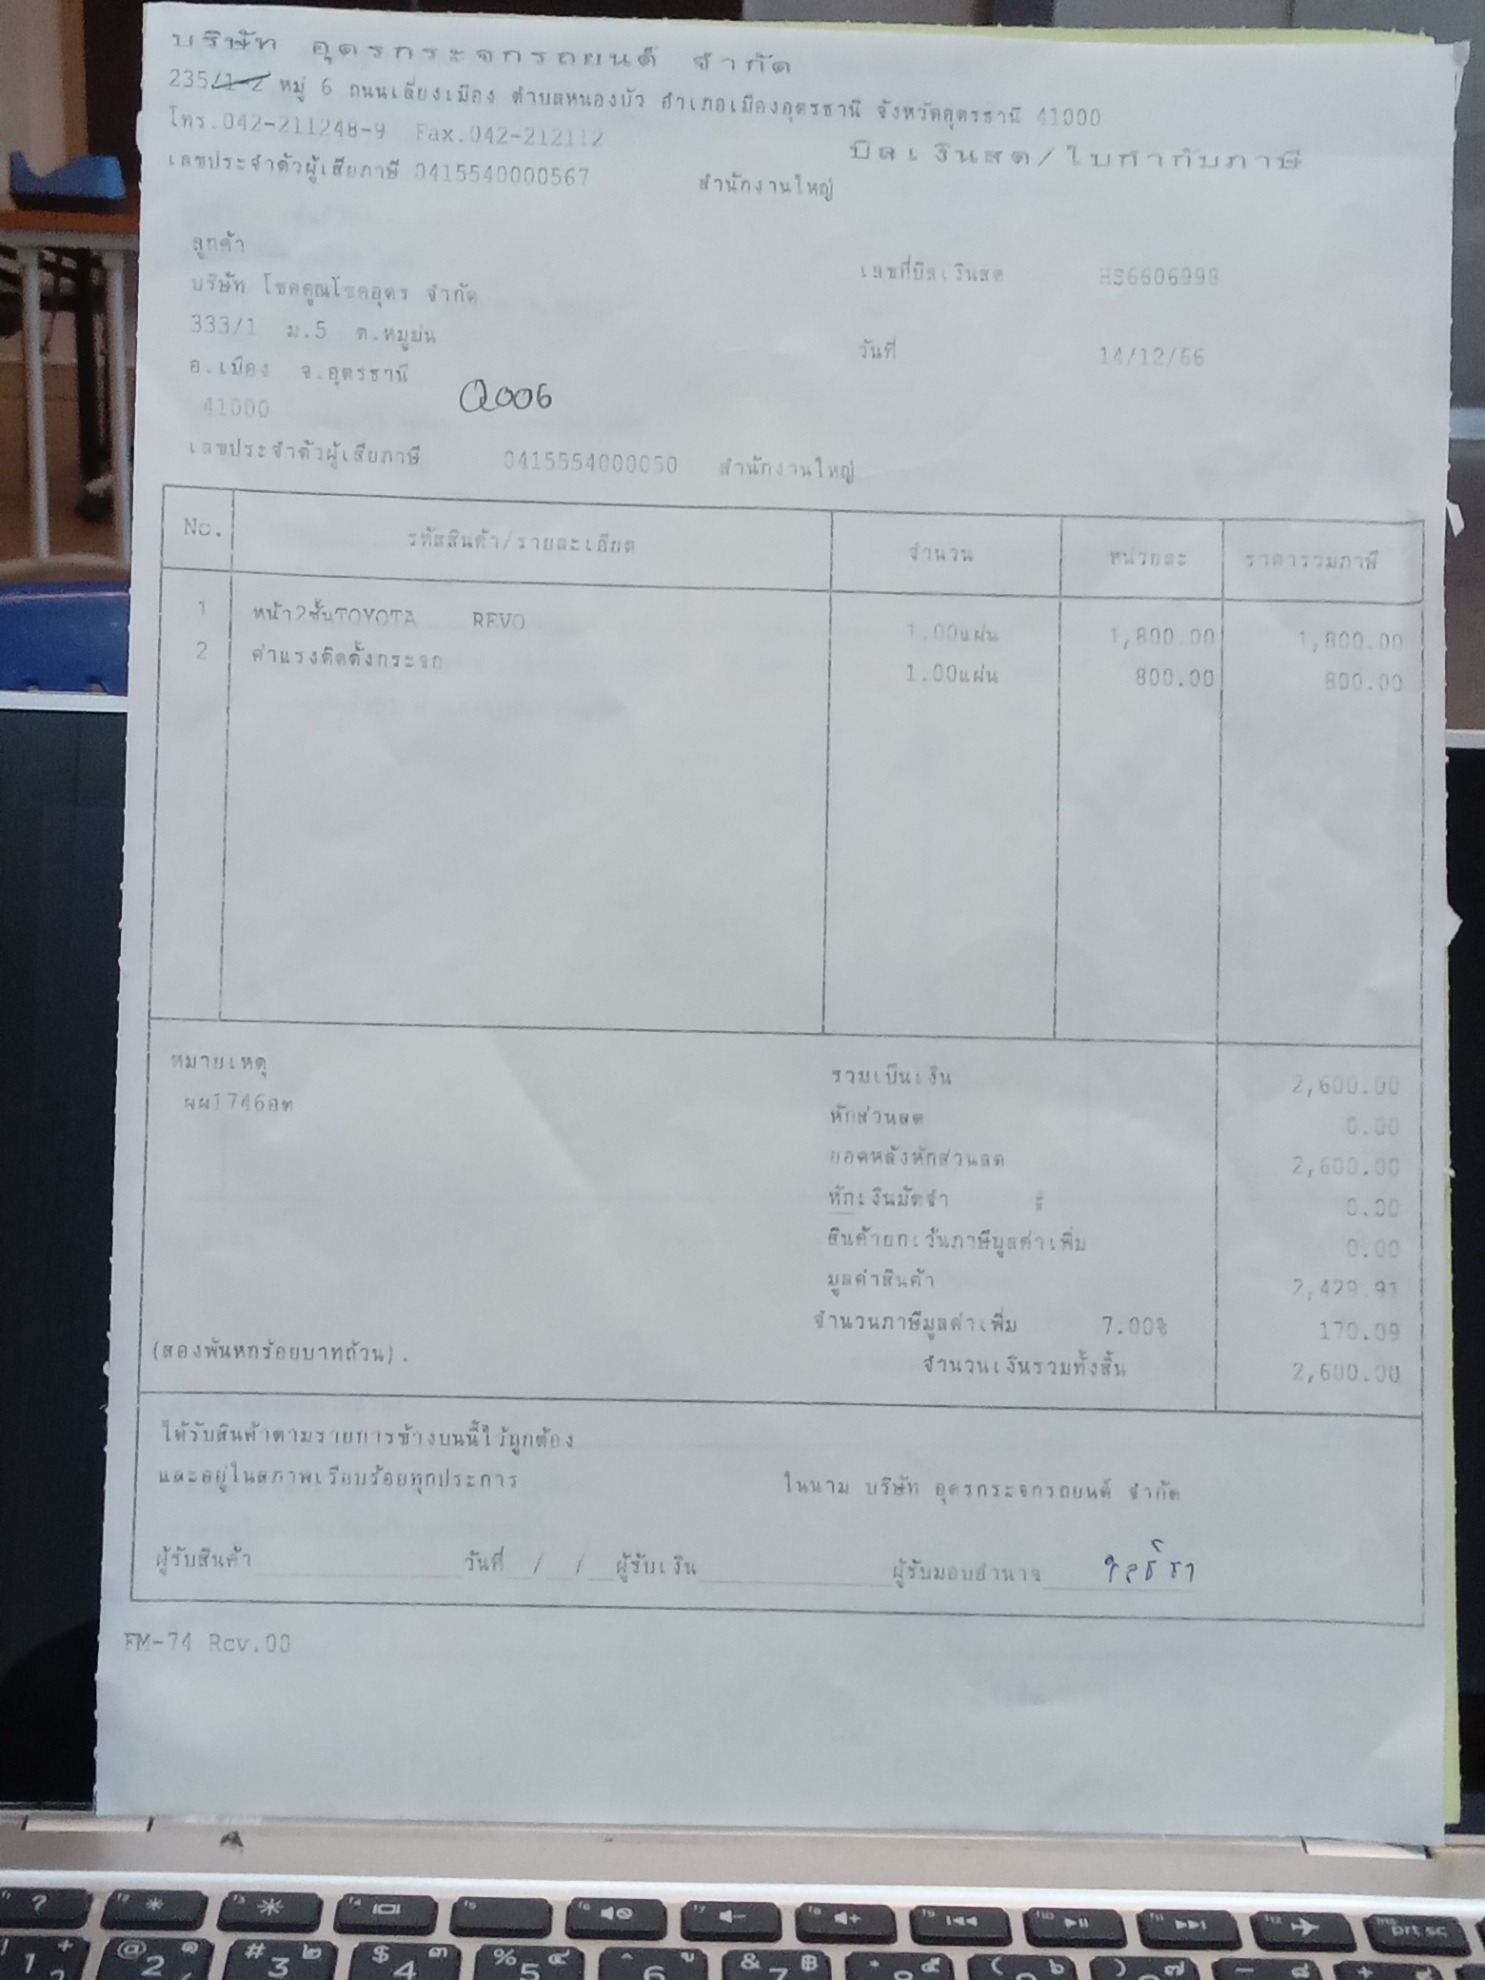 บริษัท อุดรกระจกรถยนต์ จำกัด
235/ หมู่ 6 ถนนเลี่ยงเมือง ตำบลหนองบัว อำเภอเมืองอุดรธานี จังหวัดอุดรธานี 41000
โทร.042-211248-9 Fax.042-212112
บิลเงินสด/ใบกำกับภาษี
เลขประจำตัวผู้เสียภาษี 0415540000567 สำนักงานใหญ่
ลูกค้า
บริษัท โชคคูณโชคอุดร จำกัด
เลขที่บิลเงินสด HS6606998
333/1 ม.5 ต.หมูม่น
วันที่ 14/12/66
อ.เมือง จ.อุดรธานี
41000
Q006
เลขประจำตัวผู้เสียภาษี 0415554000050 สำนักงานใหญ่
No. รหัสสินค้า/รายละเอียด จำนวน หน่วยละ ราคารวมภาษี
1 หน้า2ชั้นTOYOTA REVO 1.00แผ่น 1,800.00 1,800.00
2 ค่าแรงติดตั้งกระจก 1.00แผ่น 800.00 800.00
หมายเหตุ
ผผ1746อด
รวมเป็นเงิน 2,600.00
หักส่วนลด 0.00
ยอดหลังหักส่วนลด 2,600.00
หักเงินมัดจำ # 0.00
สินค้ายกเว้นภาษีมูลค่าเพิ่ม 0.00
มูลค่าสินค้า 2,429.91
จำนวนภาษีมูลค่าเพิ่ม 7.00% 170.09
(สองพันหกร้อยบาทถ้วน). จำนวนเงินรวมทั้งสิ้น 2,600.00
ได้รับสินค้าตามรายการข้างบนนี้ไว้ถูกต้อง
และอยู่ในสภาพเรียบร้อยทุกประการ
ในนาม บริษัท อุดรกระจกรถยนต์ จำกัด
ผู้รับสินค้า วันที่ / / ผู้รับเงิน ผู้รับมอบอำนาจ
FM-74 Rev.00